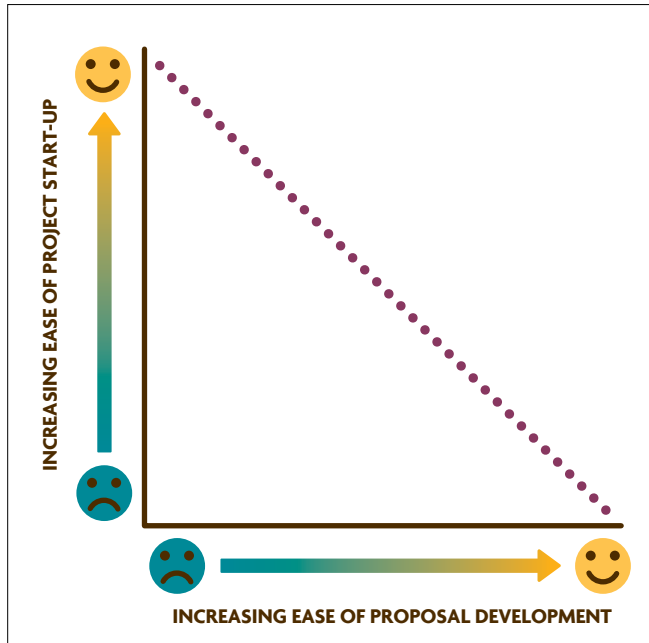 INCREASING EASE OF PROJECT START-UP
INCREASING EASE OF PROPOSAL DEVELOPMENT